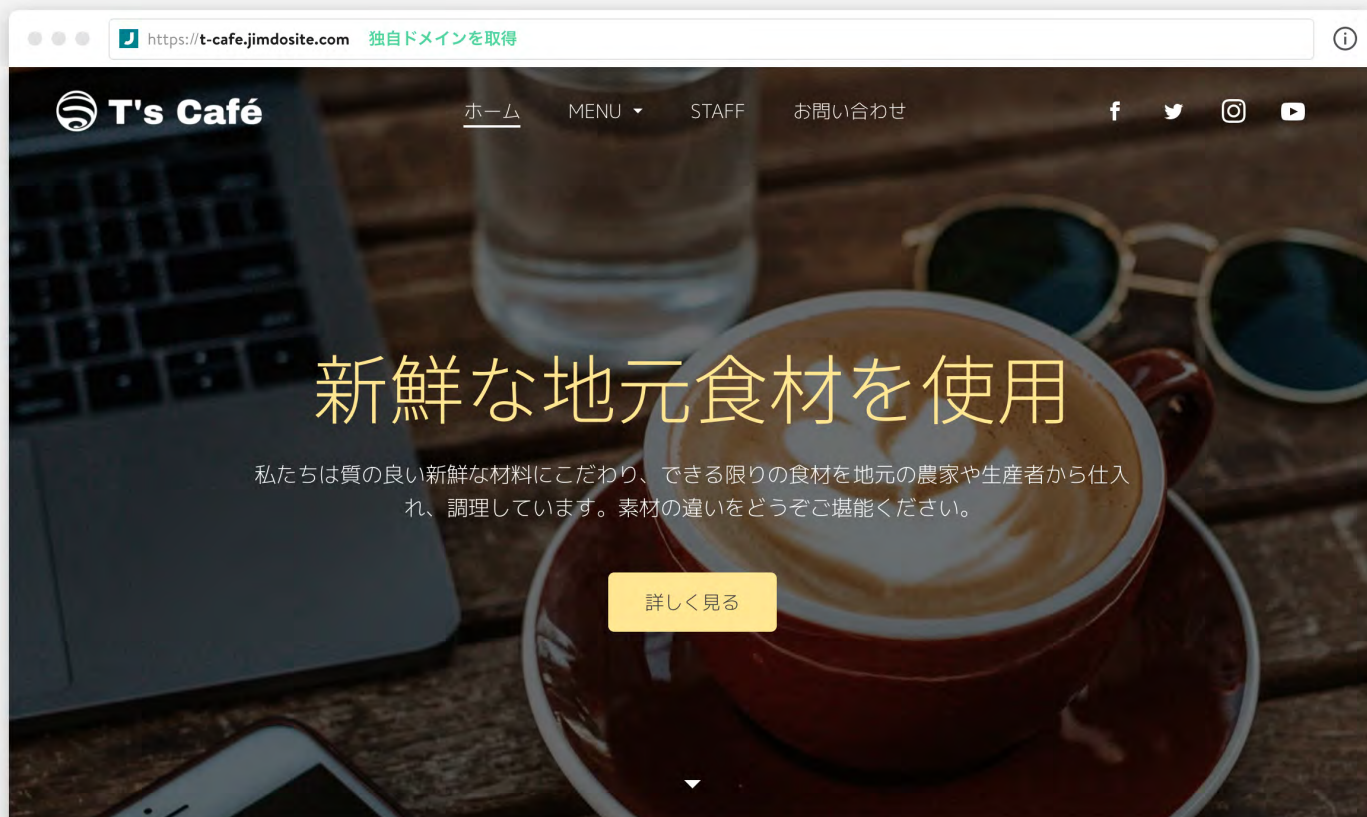 https://t-cafe.jimdosite.com 独自ドメインを取得
T's Café ホーム MENU STAFF お問い合わせ
新鮮な地元食材を使用
私たちは質の良い新鮮な材料にこだわり、できる限りの食材を地元の農家や生産者から仕入
れ、調理しています。素材の違いをどうぞご堪能ください。
詳しく見る